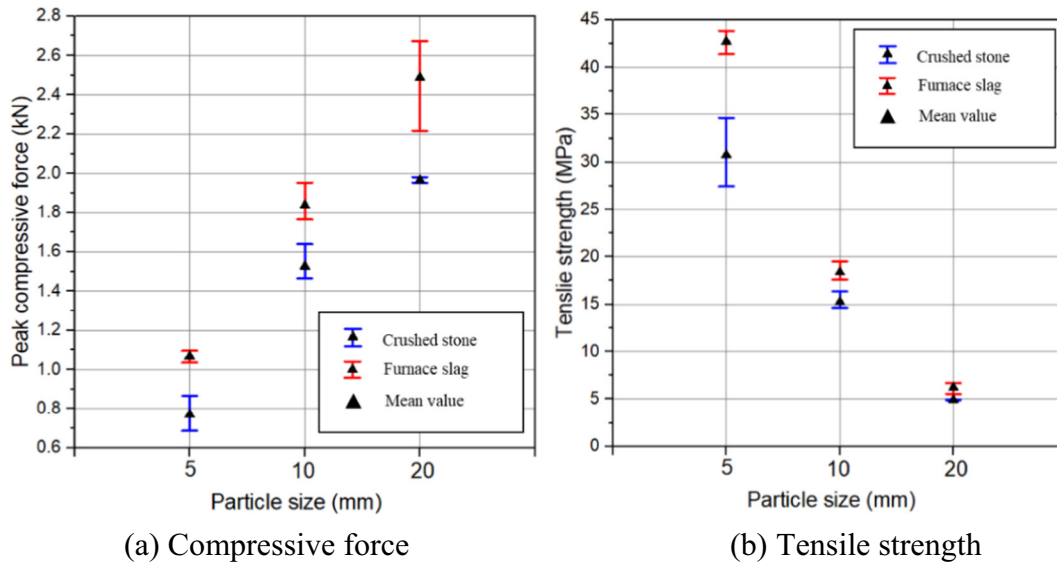 2.8
2.6
2.4
2.2
2.0
1.8
1.6
1.4
1.2
1.0
0.8
0.6
Peak compressive force (kN)
5 10 20
Particle size (mm)
Crushed stone
Furnace slag
Mean value
(a) Compressive force
45
40
35
30
25
20
15
10
5
0
Tenslie strength (MPa)
5 10 20
Particle size (mm)
Crushed stone
Furnace slag
Mean value
(b) Tensile strength